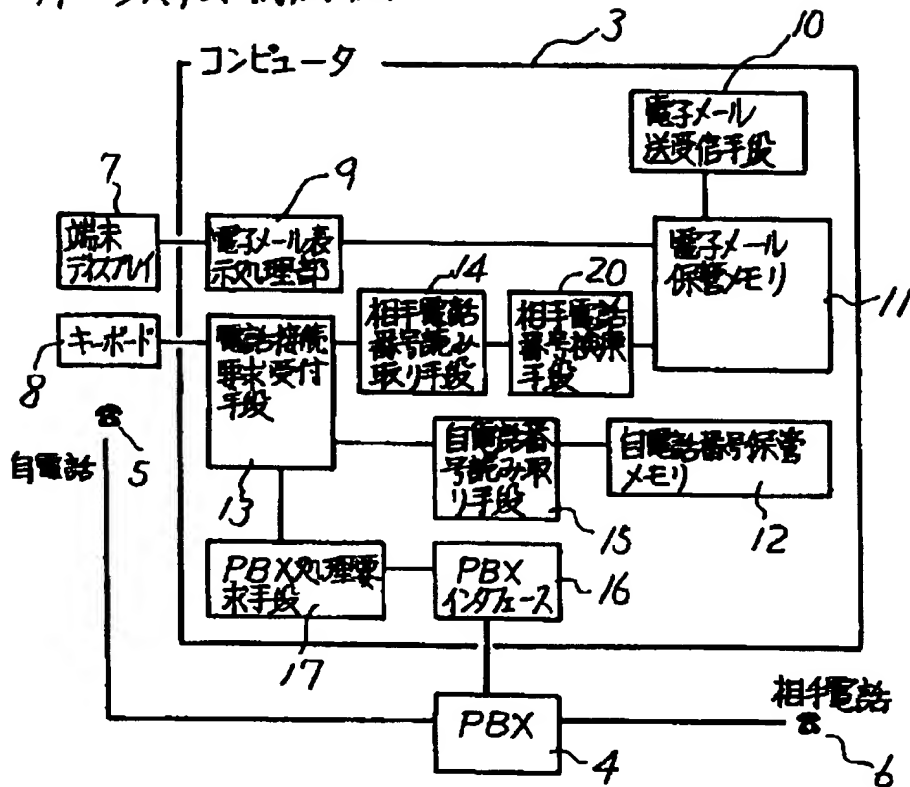 コンピュータ
3
10
電子メール
送受信手段
7
9
端末
ディスプレイ
電子メール表
示処理部
電子メール
保管メモリ
14
20
11
相手電話
番号読み
取り手段
相手電話
番号検索
手段
キーボード
8
電話接続
要求受付
手段
5
自電話
13
自電話番
号読み取
り手段
自電話番号保管
メモリ
15
12
PBX処理要
求手段
PBX
インタフェース
16
17
相手電話
PBX
4
6